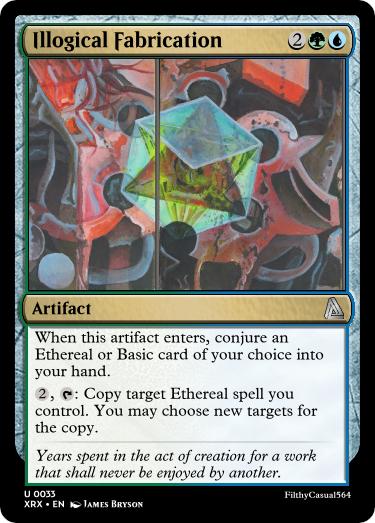 Illogical Fabrication 2
Artifact
When this artifact enters, conjure an
Ethereal or Basic card of your choice into
your hand.
2, : Copy target Ethereal spell you
control. You may choose new targets for
the copy.
Years spent in the act of creation for a work
that shall never be enjoyed by another.
U 0033
XRX • EN James Bryson
FilthyCasual564